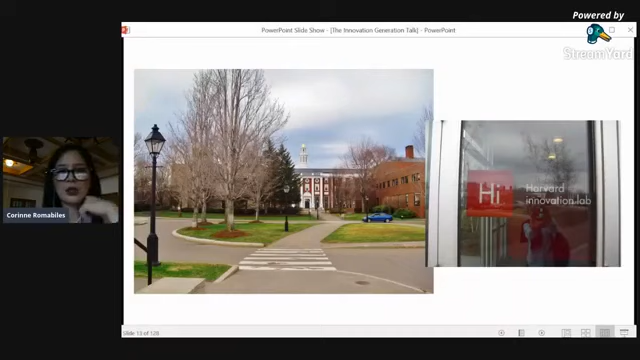 Powered by
StreamYard
PowerPoint Slide Show - [The Innovation Generation Talk] - PowerPoint
Hi
Harvard
innovation lab
Corinne Romabiles
Slide 13 of 128